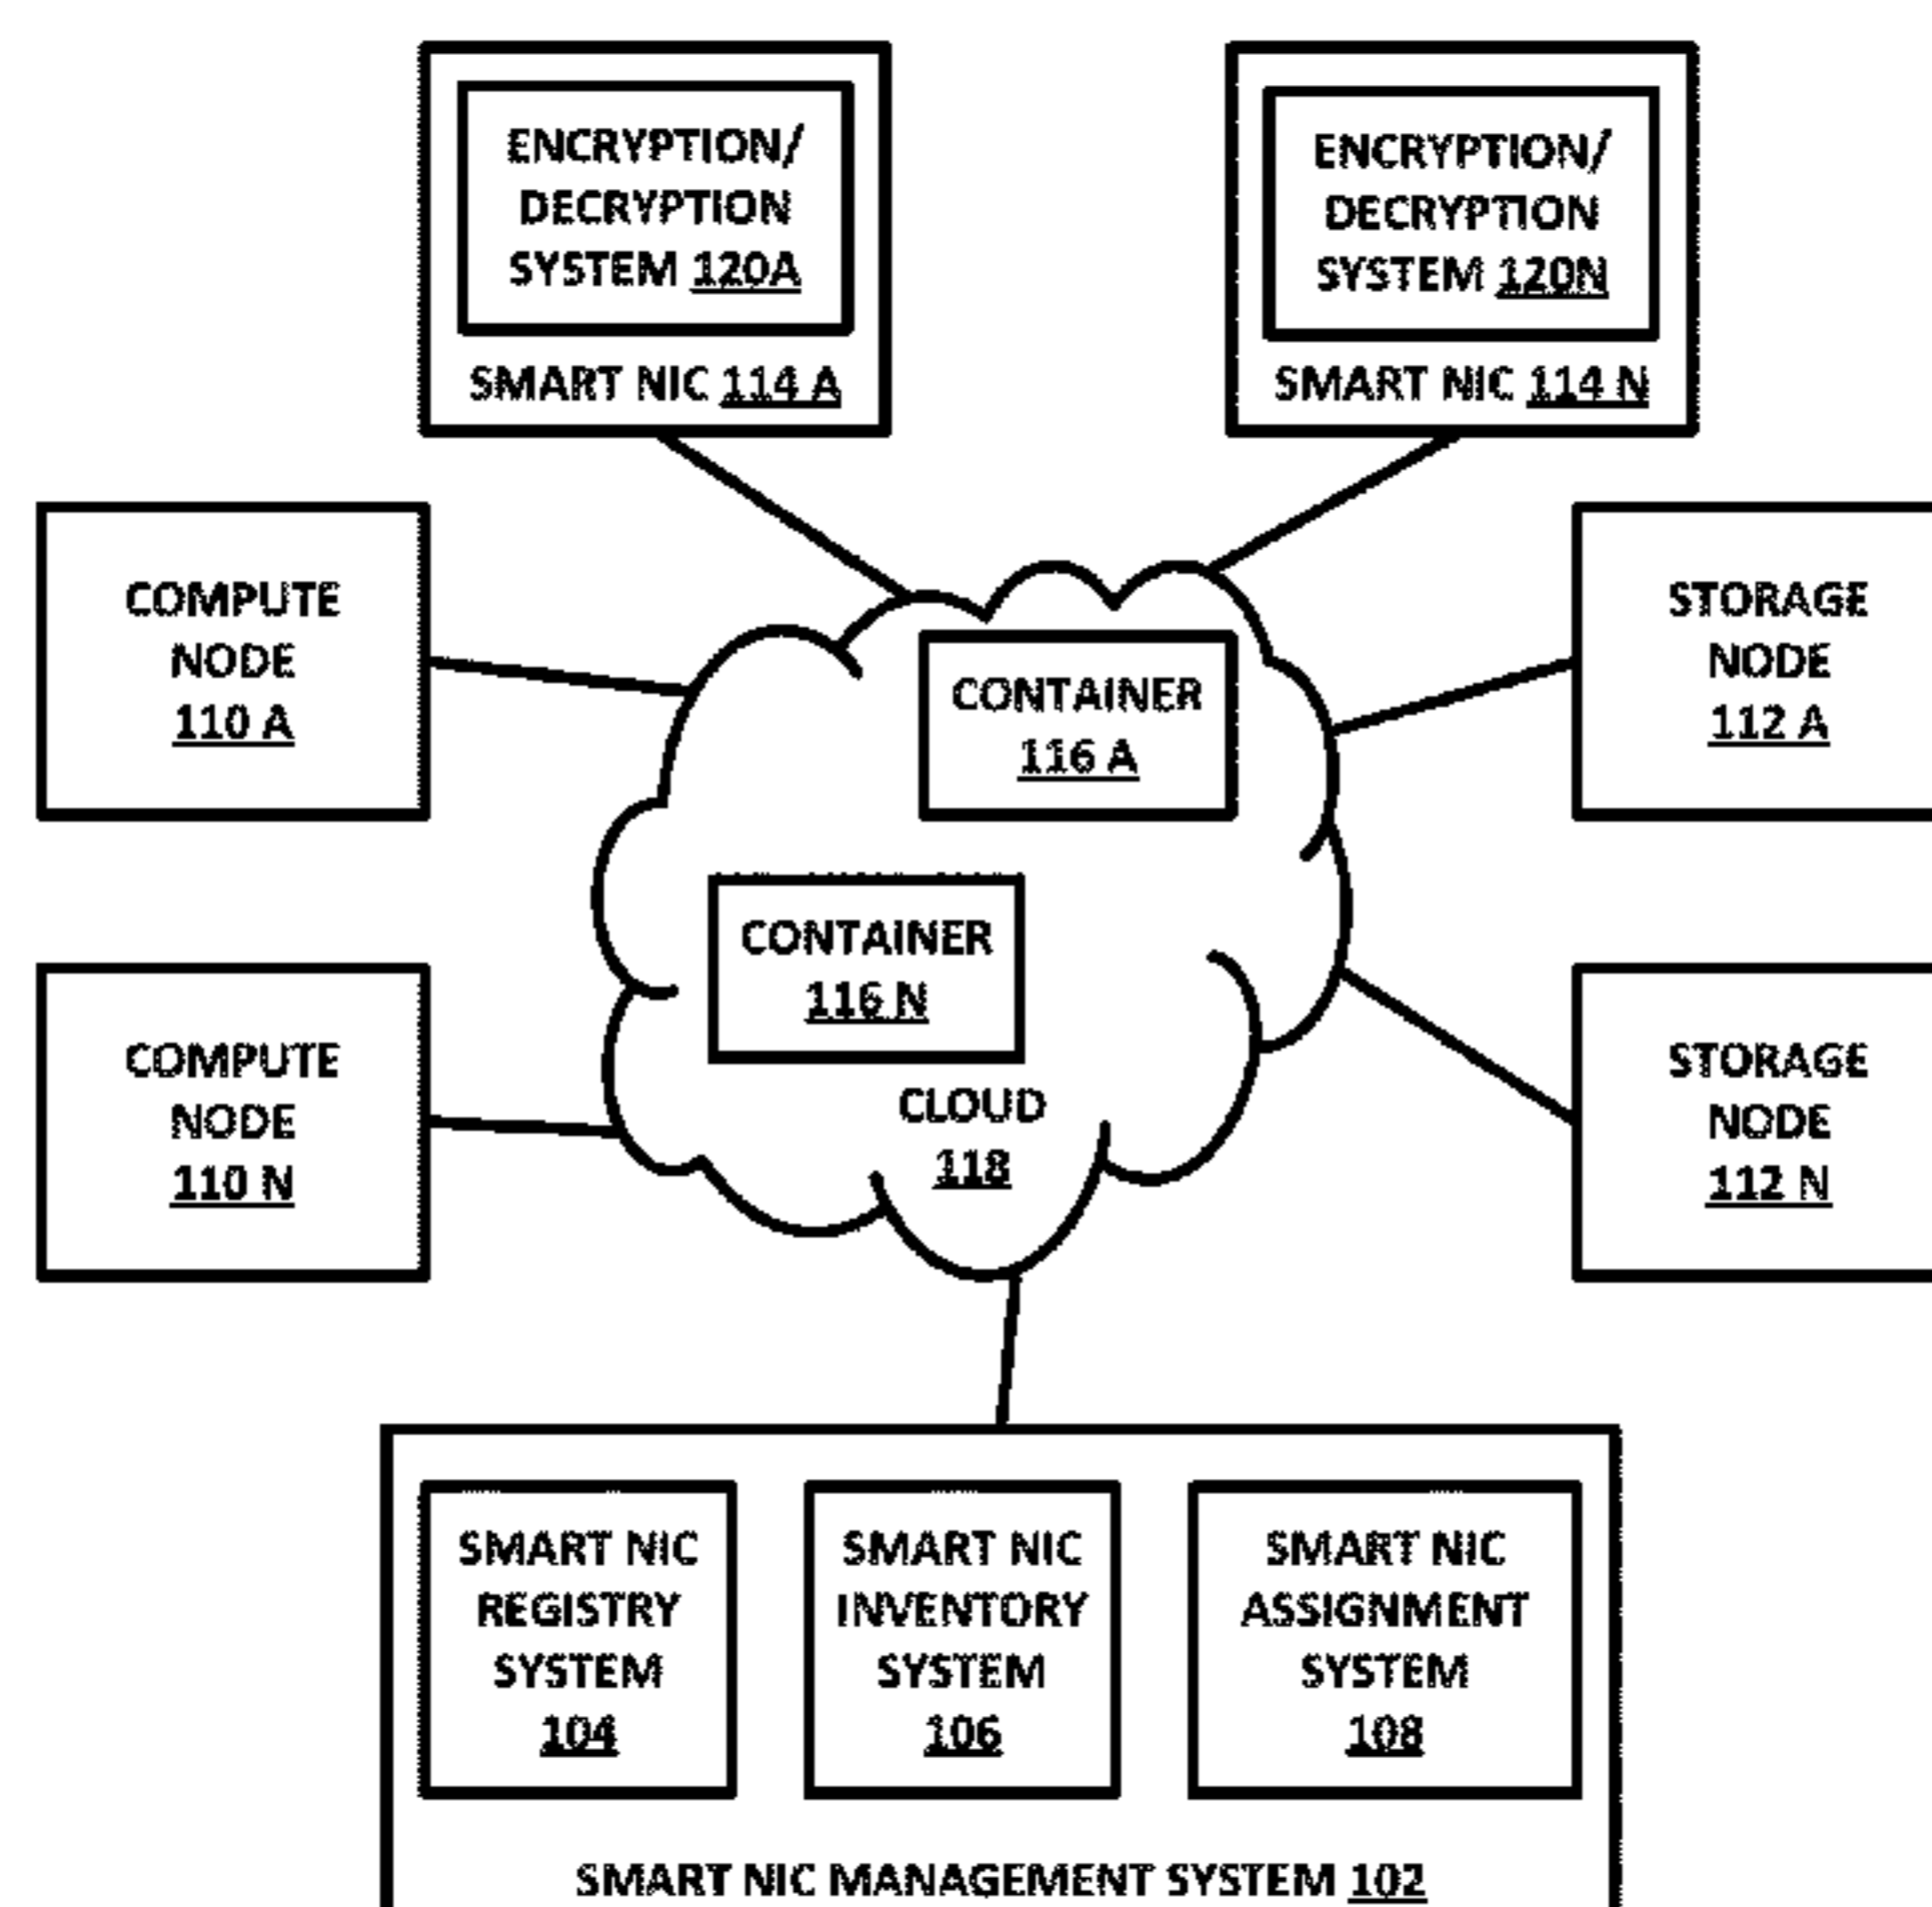 ENCRYPTION/
DECRYPTION
SYSTEM 120A
SMART NIC 114 A
ENCRYPTION/
DECRYPTION
SYSTEM 120N
SMART NIC 114 N
COMPUTE
NODE
110 A
CONTAINER
116 A
STORAGE
NODE
112 A
COMPUTE
NODE
110 N
CONTAINER
116 N
CLOUD
118
STORAGE
NODE
112 N
SMART NIC
REGISTRY
SYSTEM
104
SMART NIC
INVENTORY
SYSTEM
106
SMART NIC
ASSIGNMENT
SYSTEM
108
SMART NIC MANAGEMENT SYSTEM 102